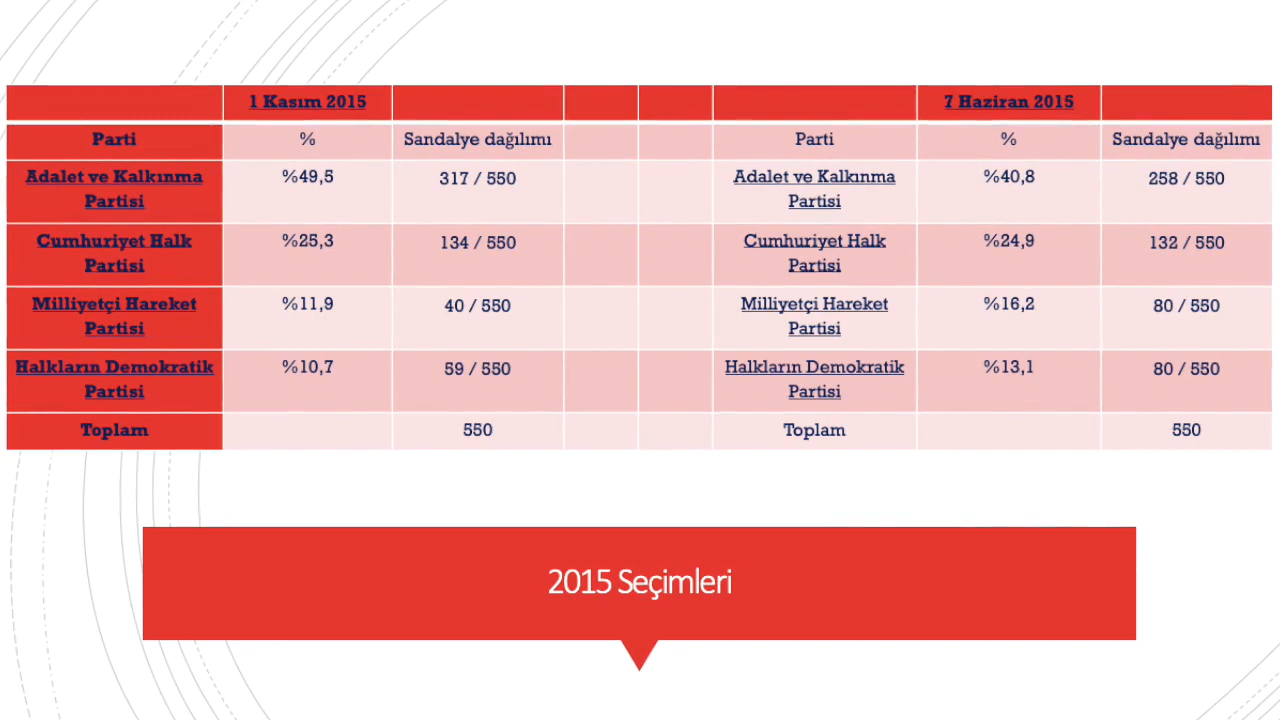 1 Kasım 2015 7 Haziran 2015
Parti % Sandalye dağılımı Parti % Sandalye dağılımı
Adalet ve Kalkınma Partisi %49,5 317 / 550 Adalet ve Kalkınma Partisi %40,8 258 / 550
Cumhuriyet Halk Partisi %25,3 134 / 550 Cumhuriyet Halk Partisi %24,9 132 / 550
Milliyetçi Hareket Partisi %11,9 40 / 550 Milliyetçi Hareket Partisi %16,2 80 / 550
Halkların Demokratik Partisi %10,7 59 / 550 Halkların Demokratik Partisi %13,1 80 / 550
Toplam 550 Toplam 550
2015 Seçimleri